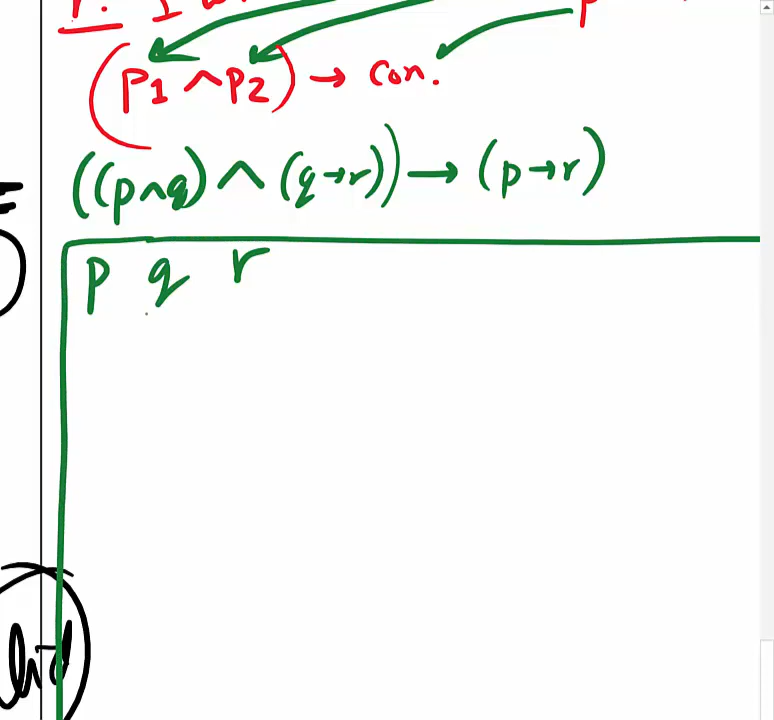 (P1 ∧ P2) → con.
((p∧q) ∧ (q→r)) → (p→r)
p q r